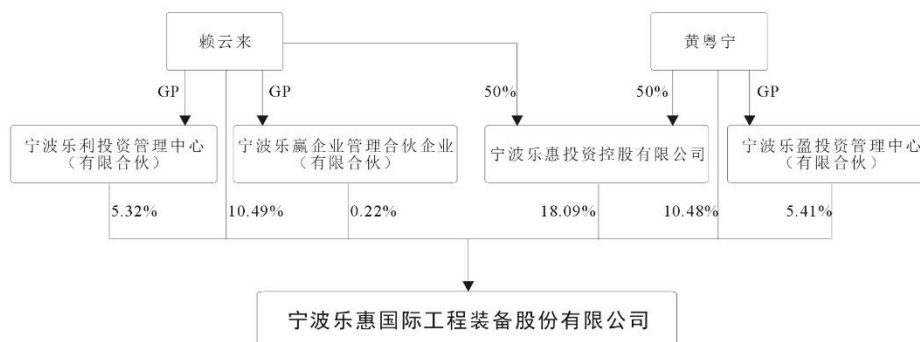 赖云来
黄粤宁
GP
GP
50%
50%
GP
宁波乐利投资管理中心
（有限合伙）
宁波乐赢企业管理合伙企业
（有限合伙）
宁波乐惠投资控股有限公司
宁波乐盈投资管理中心
（有限合伙）
5.32%
10.49%
0.22%
18.09%
10.48%
5.41%
宁波乐惠国际工程装备股份有限公司